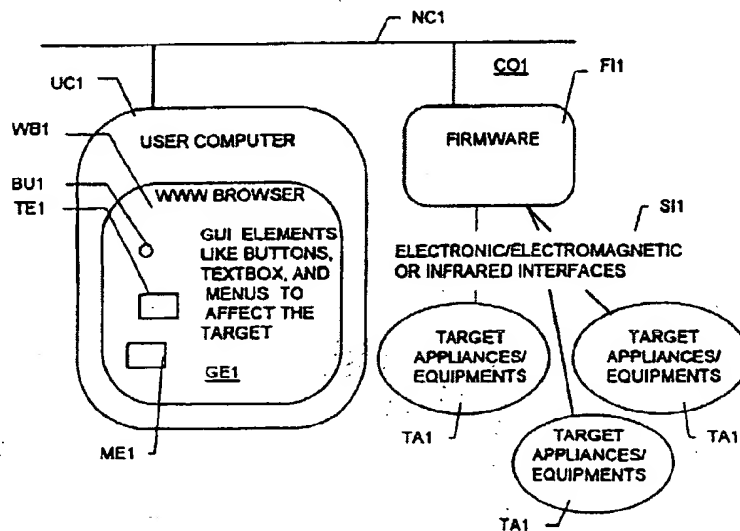 NC1
CO1
FI1
UC1
WB1
BU1
TE1
USER COMPUTER
WWW BROWSER
GUI ELEMENTS
LIKE BUTTONS,
TEXTBOX, AND
MENUS TO
AFFECT THE
TARGET
GE1
ME1
FIRMWARE
SI1
ELECTRONIC/ELECTROMAGNETIC
OR INFRARED INTERFACES
TARGET
APPLIANCES/
EQUIPMENTS
TA1
TARGET
APPLIANCES/
EQUIPMENTS
TA1
TARGET
APPLIANCES/
EQUIPMENTS
TA1